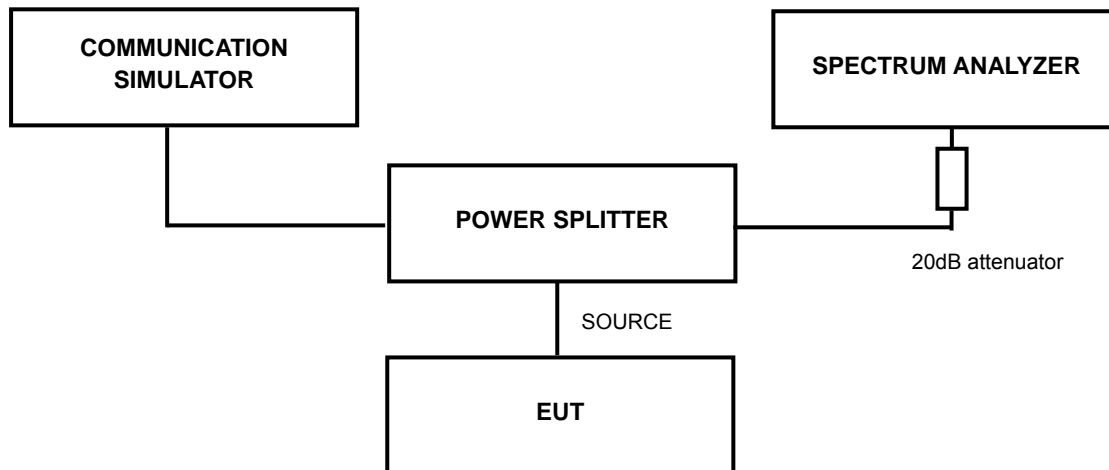 COMMUNICATION
SIMULATOR
SPECTRUM ANALYZER
POWER SPLITTER
20dB attenuator
SOURCE
EUT